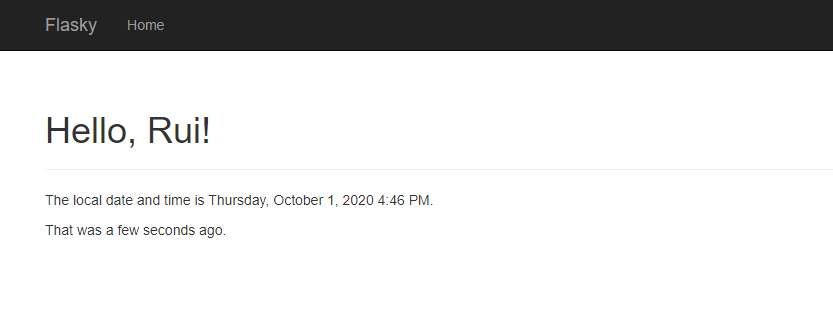 Flasky Home
Hello, Rui!
The local date and time is Thursday, October 1, 2020 4:46 PM.
That was a few seconds ago.